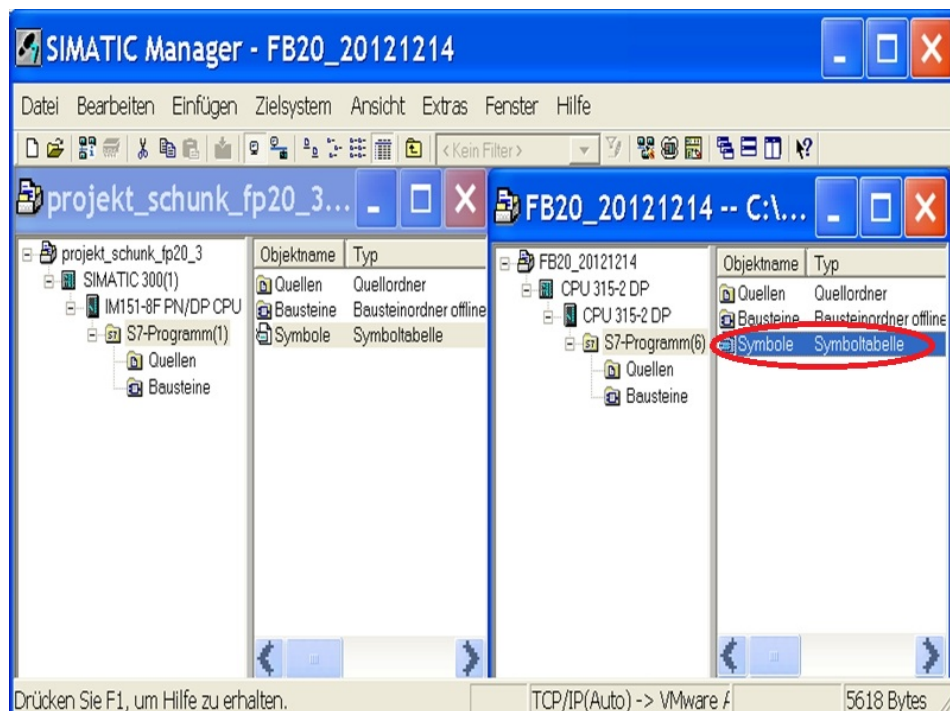 SIMATIC Manager - FB20_20121214
Datei Bearbeiten Einfügen Zielsystem Ansicht Extras Fenster Hilfe
< Kein Filter >
projekt_schunk_fp20_3...
projekt_schunk_fp20_3
SIMATIC 300(1)
IM151-8F PN/DP CPU
S7-Programm(1)
Quellen
Bausteine
Objektname Typ
Quellen Quellordner
Bausteine Bausteinordner offline
Symbole Symboltabelle
FB20_20121214 -- C:\...
FB20_20121214
CPU 315-2 DP
CPU 315-2 DP
S7-Programm(6)
Quellen
Bausteine
Objektname Typ
Quellen Quellordner
Bausteine Bausteinordner offline
Symbole Symboltabelle
Drücken Sie F1, um Hilfe zu erhalten. TCP/IP(Auto) -> VMware 5618 Bytes